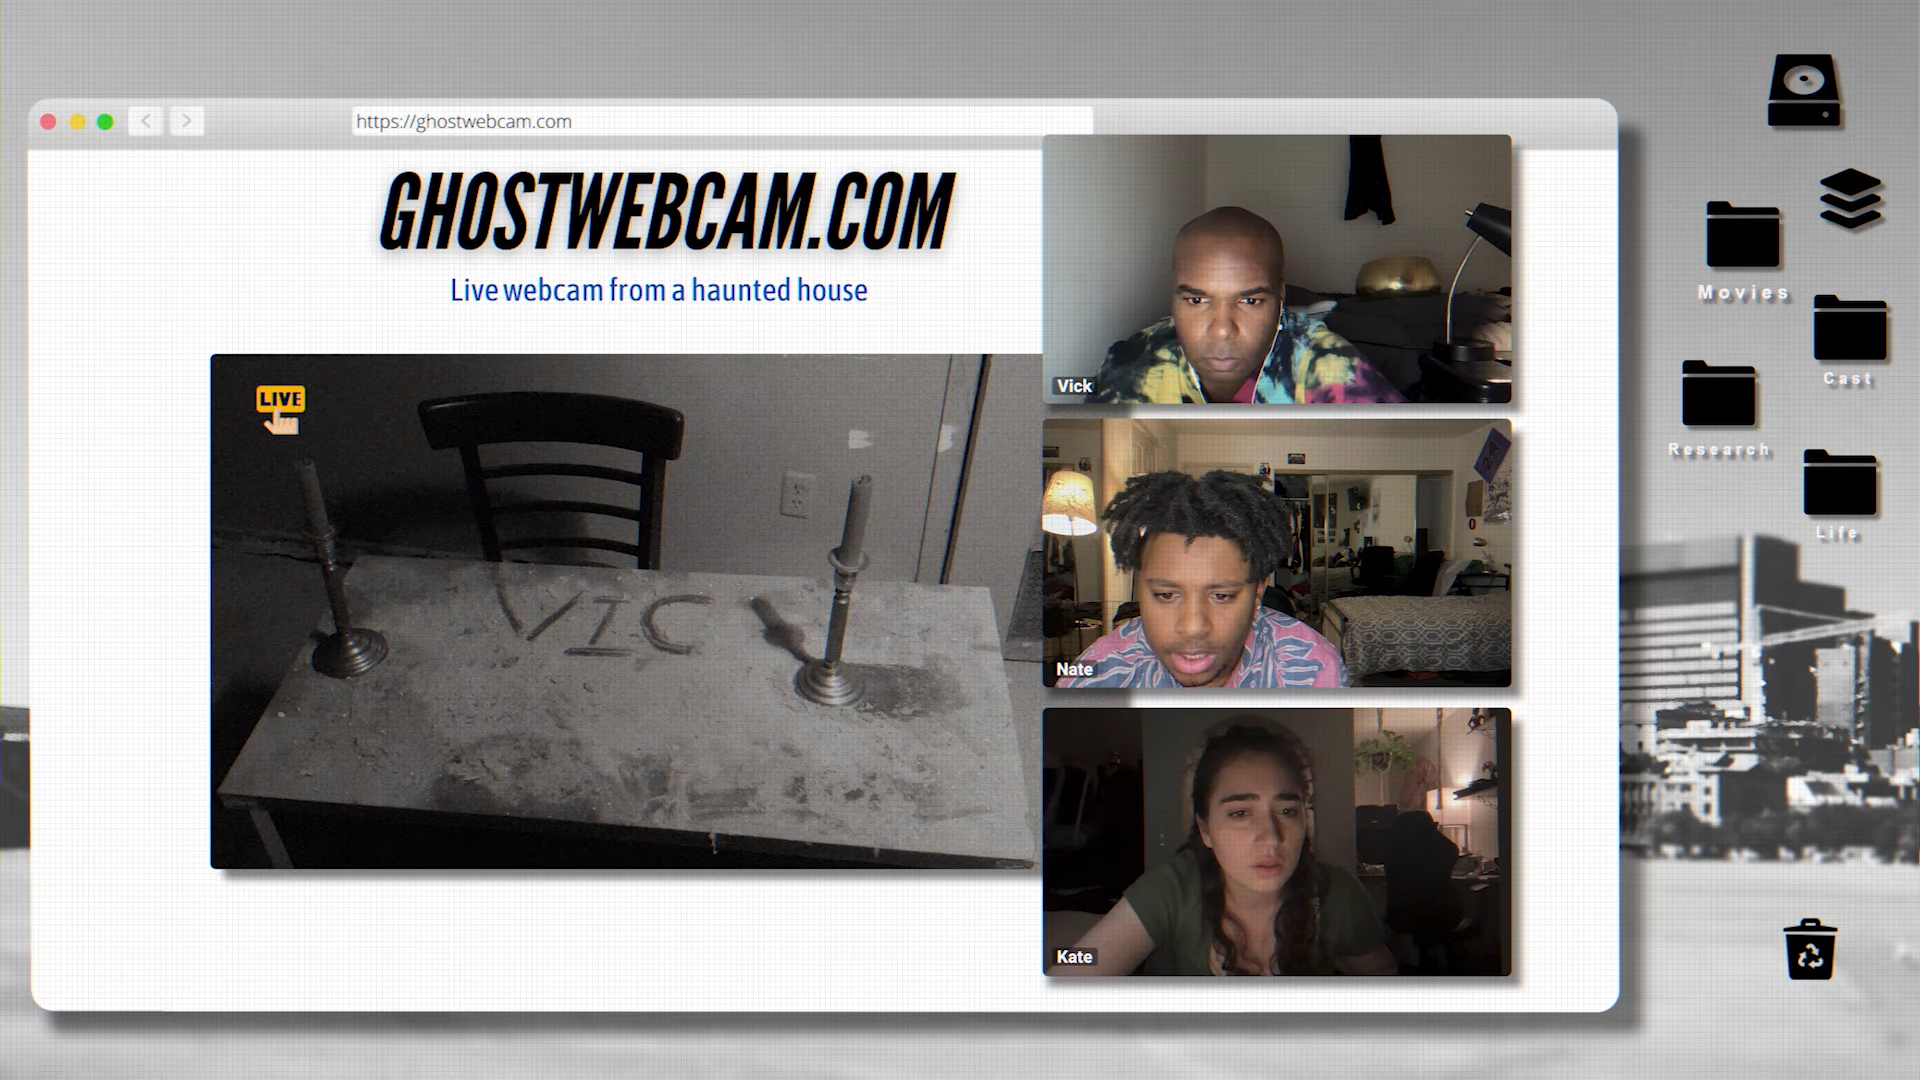 https://ghostwebcam.com
GHOSTWEBCAM.COM
Live webcam from a haunted house
LIVE
VIC
Vick
Nate
Kate
Movies
Cast
Research
Life